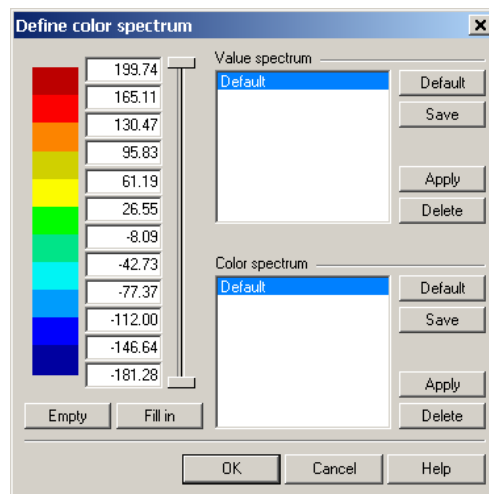 Define color spectrum
199.74
165.11
130.47
95.83
61.19
26.55
-8.09
-42.73
-77.37
-112.00
-146.64
-181.28
Empty
Fill in
Value spectrum
Default
Default
Save
Apply
Delete
Color spectrum
Default
Default
Save
Apply
Delete
OK
Cancel
Help